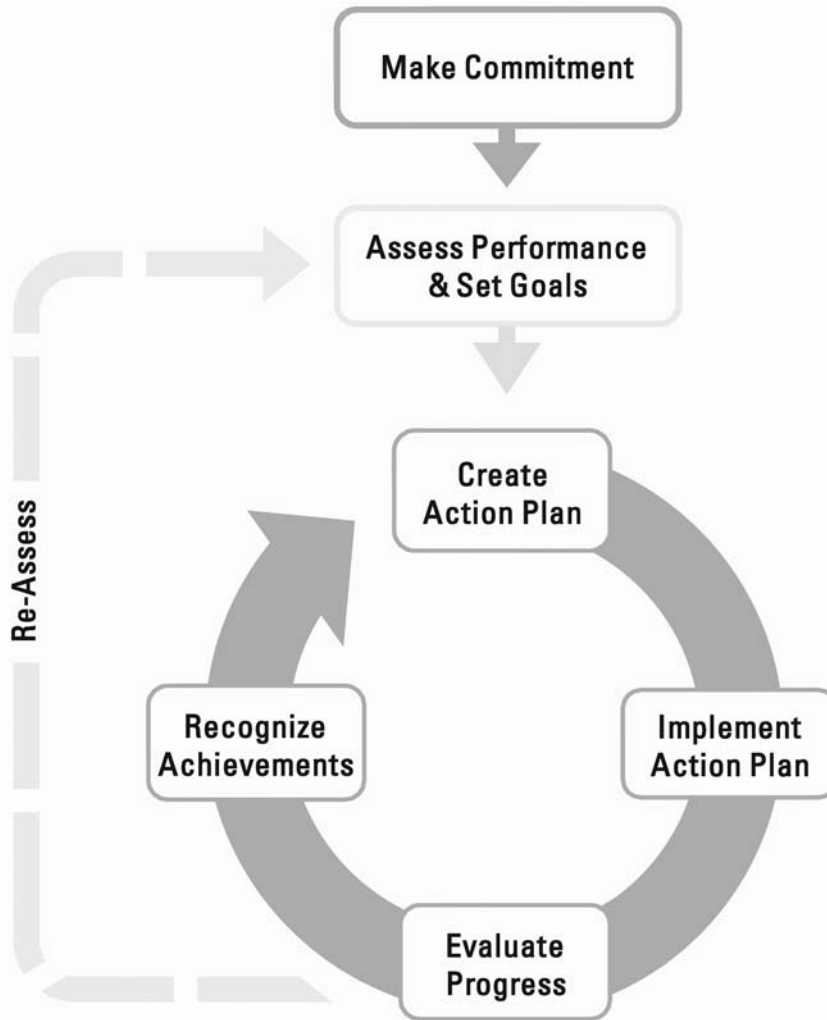 Make Commitment
Assess Performance
& Set Goals
Create
Action Plan
Re-Assess
Recognize
Achievements
Implement
Action Plan
Evaluate
Progress